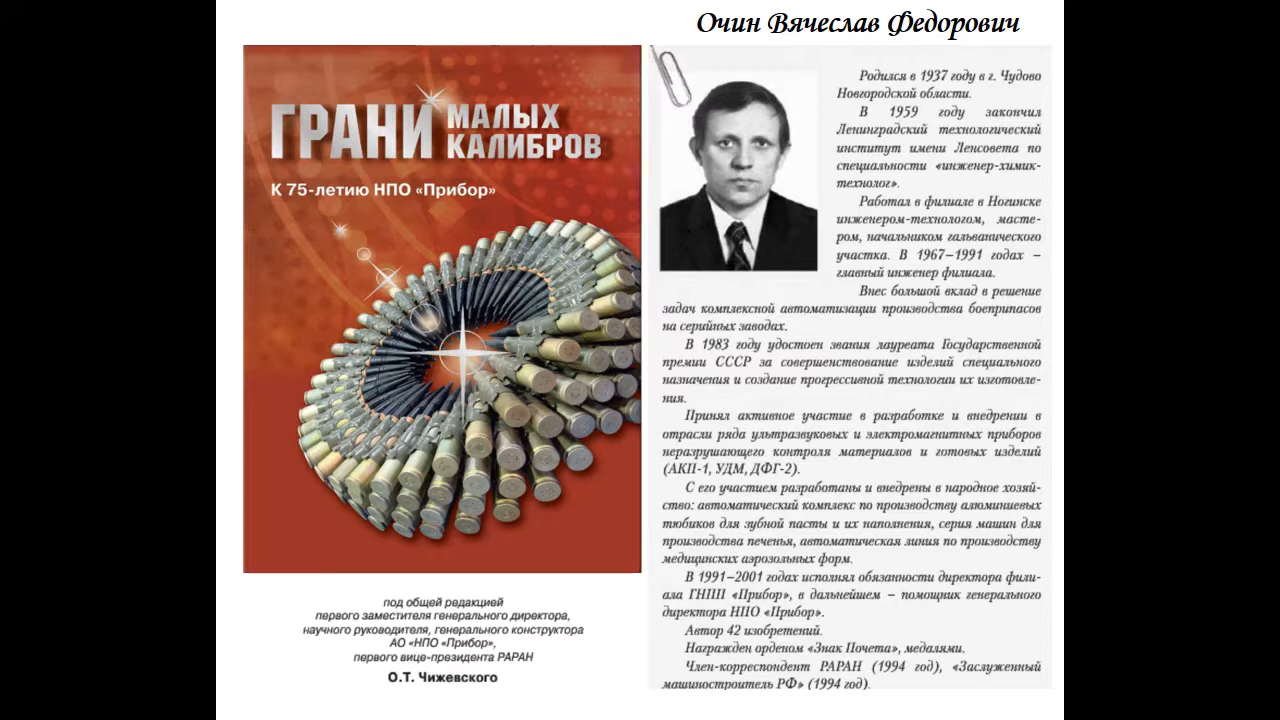 Очин Вячеслав Федорович
ГРАНИ МАЛЫХ
КАЛИБРОВ
К 75-летию НПО «Прибор»
под общей редакцией
первого заместителя генерального директора,
научного руководителя, генерального конструктора
АО «НПО «Прибор»,
первого вице-президента РАРАН
О.Т. Чижевского
Родился в 1937 году в г. Чудово
Новгородской области.
В 1959 году закончил
Ленинградский технологический
институт имени Ленсовета по
специальности «инженер-химик-
технолог».
Работал в филиале в Ногинске
инженером-технологом, масте-
ром, начальником гальванического
участка. В 1967–1991 годах –
главный инженер филиала.
Внес большой вклад в решение
задач комплексной автоматизации производства боеприпасов
на серийных заводах.
В 1983 году удостоен звания лауреата Государственной
премии СССР за совершенствование изделий специального
назначения и создание прогрессивной технологии их изготовле-
ния.
Принял активное участие в разработке и внедрении в
отрасли ряда ультразвуковых и электромагнитных приборов
неразрушающего контроля материалов и готовых изделий
(АКП-1, УДМ, ДФГ-2).
С его участием разработаны и внедрены в народное хозяй-
ство: автоматический комплекс по производству алюминиевых
тюбиков для зубной пасты и их наполнения, серия машин для
производства печенья, автоматическая линия по производству
медицинских аэрозольных форм.
В 1991–2001 годах исполнял обязанности директора фили-
ала ГНПП «Прибор», в дальнейшем – помощник генерального
директора НПО «Прибор».
Автор 42 изобретений.
Награжден орденом «Знак Почета», медалями.
Член-корреспондент РАРАН (1994 год), «Заслуженный
машиностроитель РФ» (1994 год).